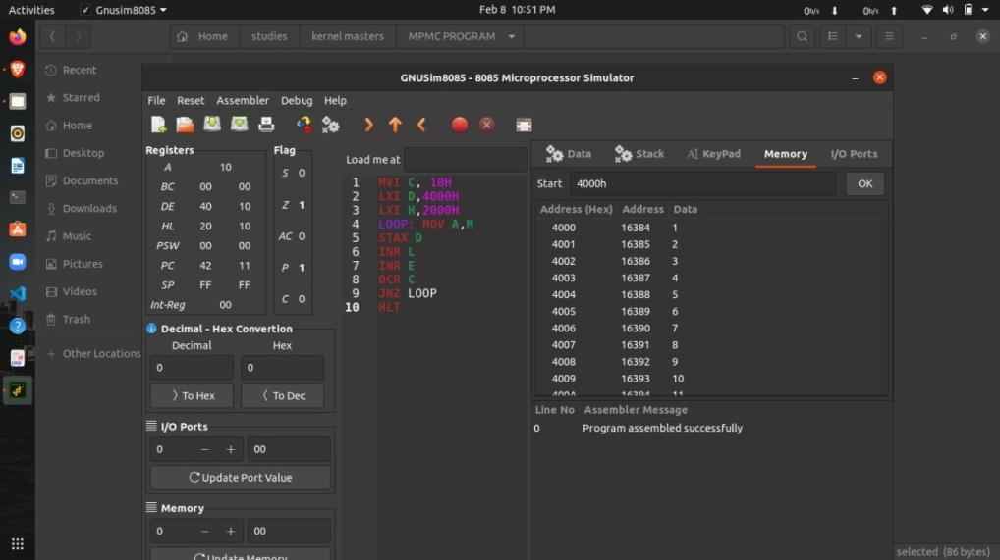 Activities Gnusim8085 Feb 8 10:51 PM 0b/s 0b/s
Home studies kernel masters MPMC PROGRAM
Recent
Starred
Home
Desktop
Documents
Downloads
Music
Pictures
Videos
Trash
+ Other Locations
GNUSim8085 - 8085 Microprocessor Simulator
File Reset Assembler Debug Help
Registers
A 10
BC 00 00
DE 40 10
HL 20 10
PSW 00 00
PC 42 11
SP FF FF
Int-Reg 00
Flag
S 0
Z 1
AC 0
P 1
C 0
Decimal - Hex Convertion
Decimal Hex
0 0
To Hex To Dec
I/O Ports
0 − + 00
Update Port Value
Memory
0 − + 00
Update Memory
Load me at
1 MVI C, 10H
2 LXI D,4000H
3 LXI H,2000H
4 LOOP: MOV A,M
5 STAX D
6 INR L
7 INR E
8 DCR C
9 JNZ LOOP
10 HLT
Data Stack KeyPad Memory I/O Ports
Start 4000h OK
Address (Hex) Address Data
4000 16384 1
4001 16385 2
4002 16386 3
4003 16387 4
4004 16388 5
4005 16389 6
4006 16390 7
4007 16391 8
4008 16392 9
4009 16393 10
400A 16394 11
Line No Assembler Message
0 Program assembled successfully
selected (86 bytes)